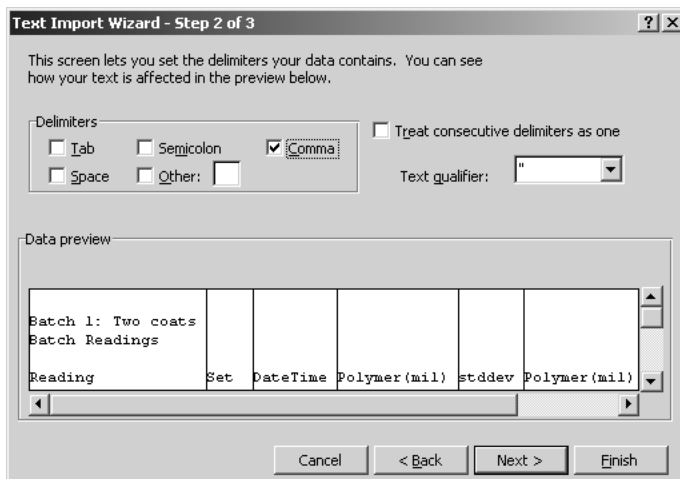 Text Import Wizard - Step 2 of 3
This screen lets you set the delimiters your data contains. You can see
how your text is affected in the preview below.
Delimiters
Tab Semicolon Comma
Space Other:
Treat consecutive delimiters as one
Text qualifier: "
Data preview
Batch 1: Two coats
Batch Readings
Reading Set DateTime Polymer(mil) stddev Polymer(mil)
Cancel < Back Next > Finish